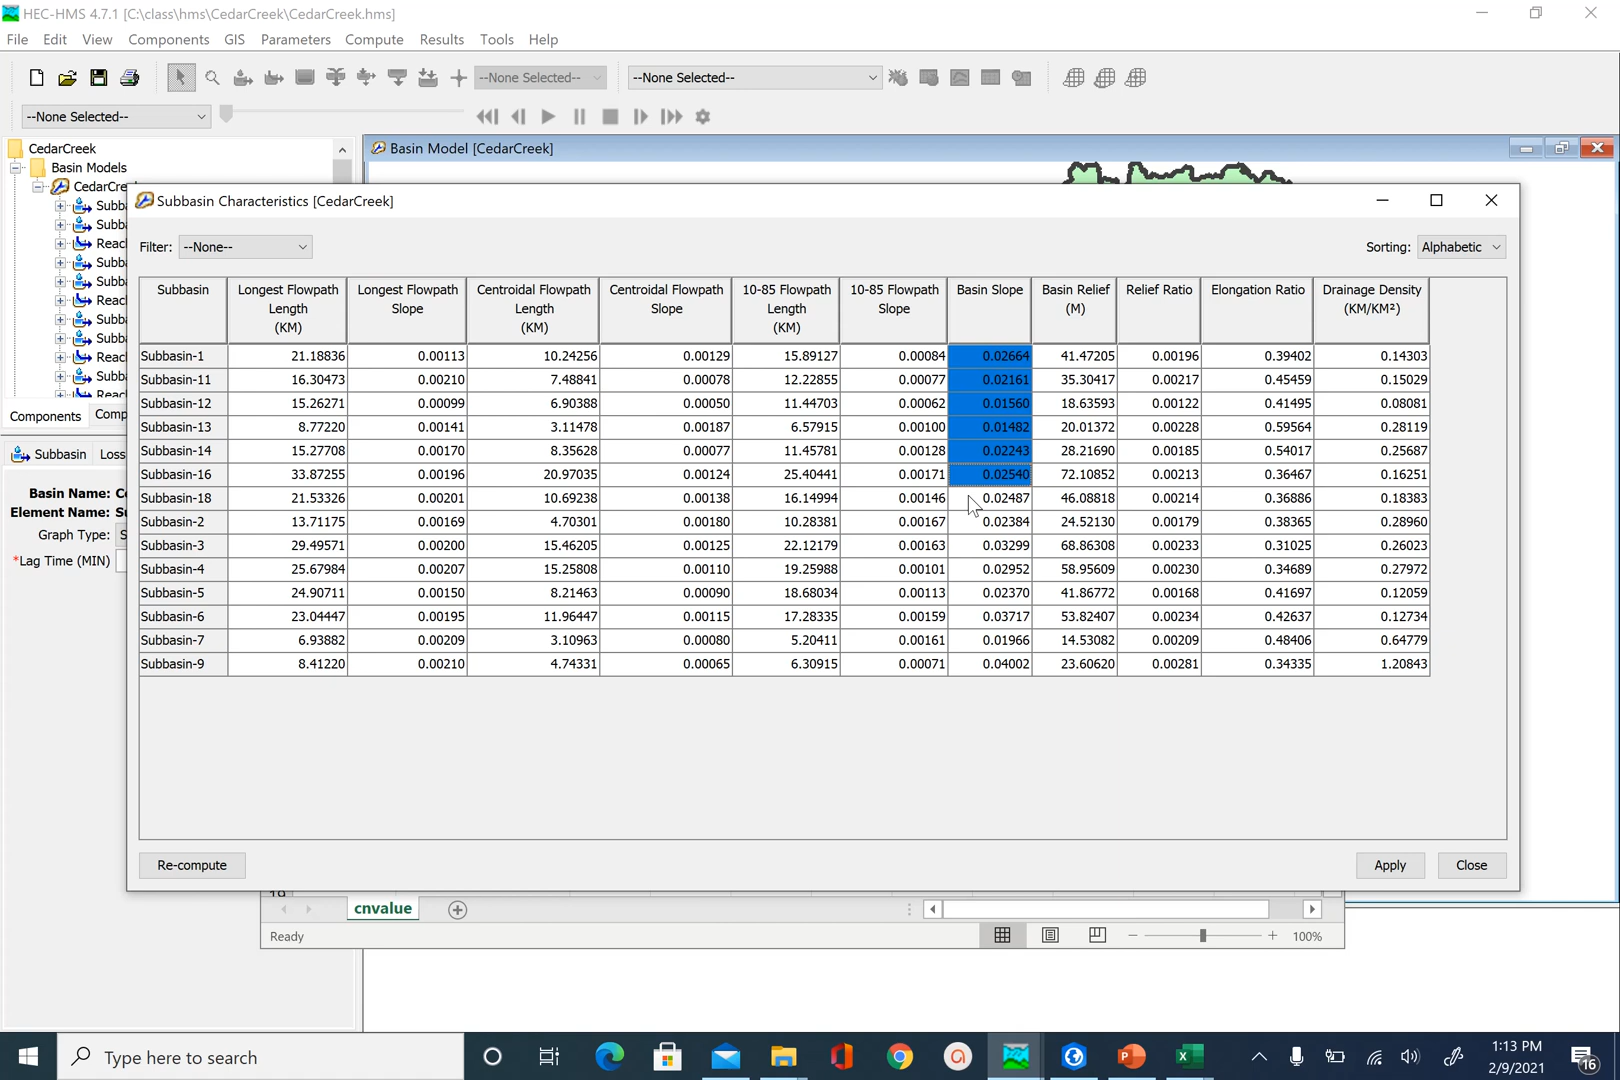 HEC-HMS 4.7.1 [C:\class\hms\CedarCreek\CedarCreek.hms]
File Edit View Components GIS Parameters Compute Results Tools Help
--None Selected-- --None Selected--
--None Selected--
CedarCreek
Basin Models
CedarCre
Basin Model [CedarCreek]
Subba
Subba
Reach
Subba
Subba
Reac
Subba
Subba
Reac
Subba
Reac
Components Comp
Subbasin Loss
Basin Name: C
Element Name: Su
Graph Type: S
*Lag Time (MIN)
Subbasin Characteristics [CedarCreek]
Filter: --None-- Sorting: Alphabetic
Subbasin Longest Flowpath Length (KM) Longest Flowpath Slope Centroidal Flowpath Length (KM) Centroidal Flowpath Slope 10-85 Flowpath Length (KM) 10-85 Flowpath Slope Basin Slope Basin Relief (M) Relief Ratio Elongation Ratio Drainage Density (KM/KM²)
Subbasin-1 21.18836 0.00113 10.24256 0.00129 15.89127 0.00084 0.02664 41.47205 0.00196 0.39402 0.14303
Subbasin-11 16.30473 0.00210 7.48841 0.00078 12.22855 0.00077 0.02161 35.30417 0.00217 0.45459 0.15029
Subbasin-12 15.26271 0.00099 6.90388 0.00050 11.44703 0.00062 0.01560 18.63593 0.00122 0.41495 0.08081
Subbasin-13 8.77220 0.00141 3.11478 0.00187 6.57915 0.00100 0.01482 20.01372 0.00228 0.59564 0.28119
Subbasin-14 15.27708 0.00170 8.35628 0.00077 11.45781 0.00128 0.02243 28.21690 0.00185 0.54017 0.25687
Subbasin-16 33.87255 0.00196 20.97035 0.00124 25.40441 0.00171 0.02540 72.10852 0.00213 0.36467 0.16251
Subbasin-18 21.53326 0.00201 10.69238 0.00138 16.14994 0.00146 0.02487 46.08818 0.00214 0.36886 0.18383
Subbasin-2 13.71175 0.00169 4.70301 0.00180 10.28381 0.00167 0.02384 24.52130 0.00179 0.38365 0.28960
Subbasin-3 29.49571 0.00200 15.46205 0.00125 22.12179 0.00163 0.03299 68.86308 0.00233 0.31025 0.26023
Subbasin-4 25.67984 0.00207 15.25808 0.00110 19.25988 0.00101 0.02952 58.95609 0.00230 0.34689 0.27972
Subbasin-5 24.90711 0.00150 8.21463 0.00090 18.68034 0.00113 0.02370 41.86772 0.00168 0.41697 0.12059
Subbasin-6 23.04447 0.00195 11.96447 0.00115 17.28335 0.00159 0.03717 53.82407 0.00234 0.42637 0.12734
Subbasin-7 6.93882 0.00209 3.10963 0.00080 5.20411 0.00161 0.01966 14.53082 0.00209 0.48406 0.64779
Subbasin-9 8.41220 0.00210 4.74331 0.00065 6.30915 0.00071 0.04002 23.60620 0.00281 0.34335 1.20843
Re-compute Apply Close
cnvalue
Ready 100%
Type here to search
1:13 PM
2/9/2021
16